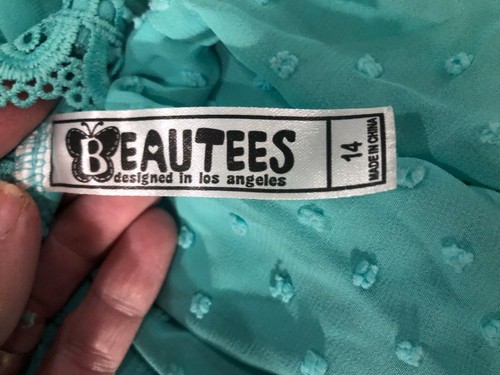 BEAUTEES
designed in los angeles
14
MADE IN CHINA